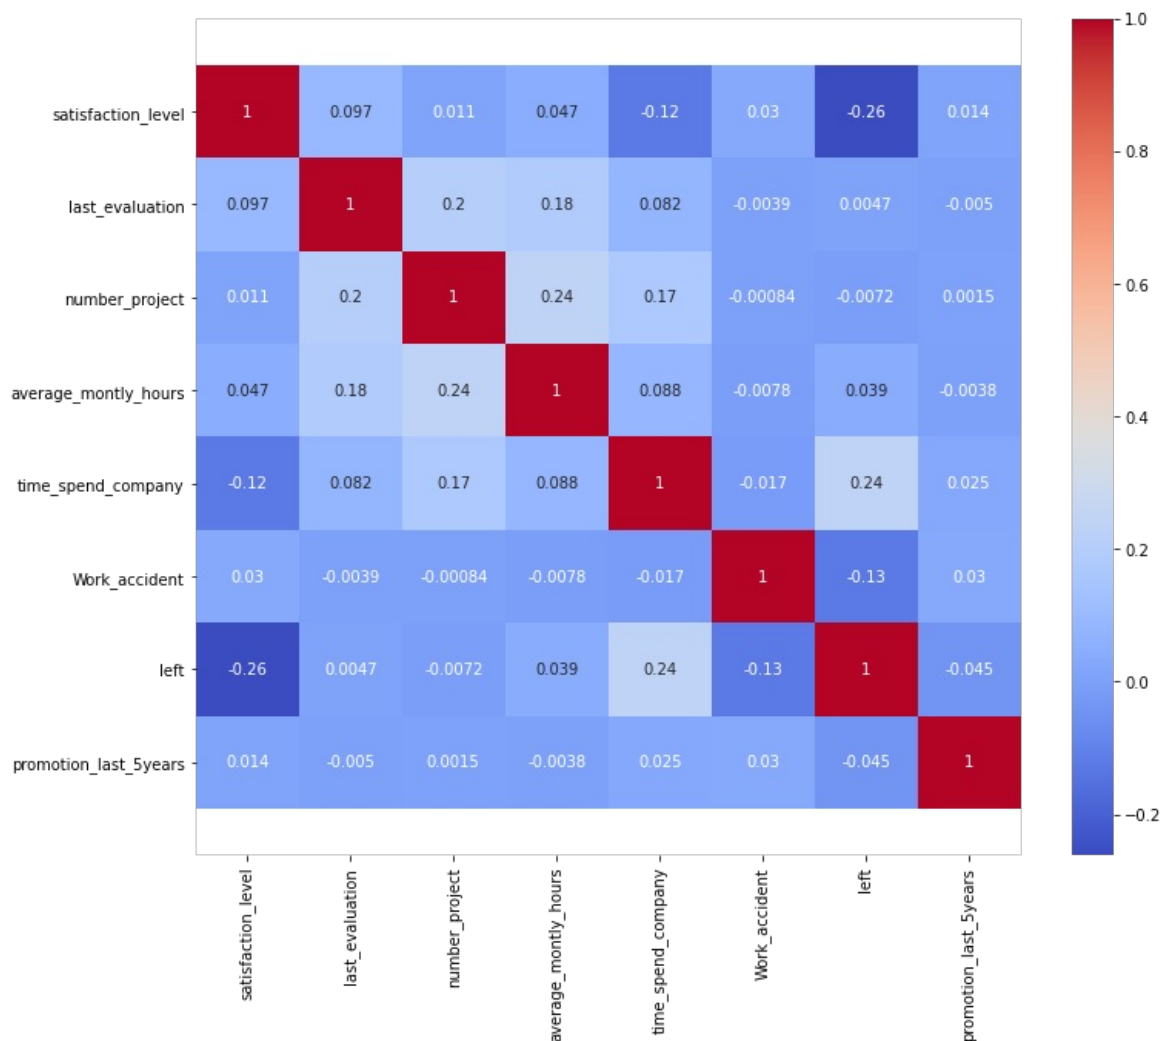 1.0
satisfaction_level 1 0.097 0.011 0.047 -0.12 0.03 -0.26 0.014
0.8
last_evaluation 0.097 1 0.2 0.18 0.082 -0.0039 0.0047 -0.005
number_project 0.011 0.2 1 0.24 0.17 -0.00084 -0.0072 0.0015
0.6
average_montly_hours 0.047 0.18 0.24 1 0.088 -0.0078 0.039 -0.0038
0.4
time_spend_company -0.12 0.082 0.17 0.088 1 -0.017 0.24 0.025
0.2
Work_accident 0.03 -0.0039 -0.00084 -0.0078 -0.017 1 -0.13 0.03
left -0.26 0.0047 -0.0072 0.039 0.24 -0.13 1 -0.045
0.0
promotion_last_5years 0.014 -0.005 0.0015 -0.0038 0.025 0.03 -0.045 1
−0.2
satisfaction_level
last_evaluation
number_project
average_montly_hours
time_spend_company
Work_accident
left
promotion_last_5years